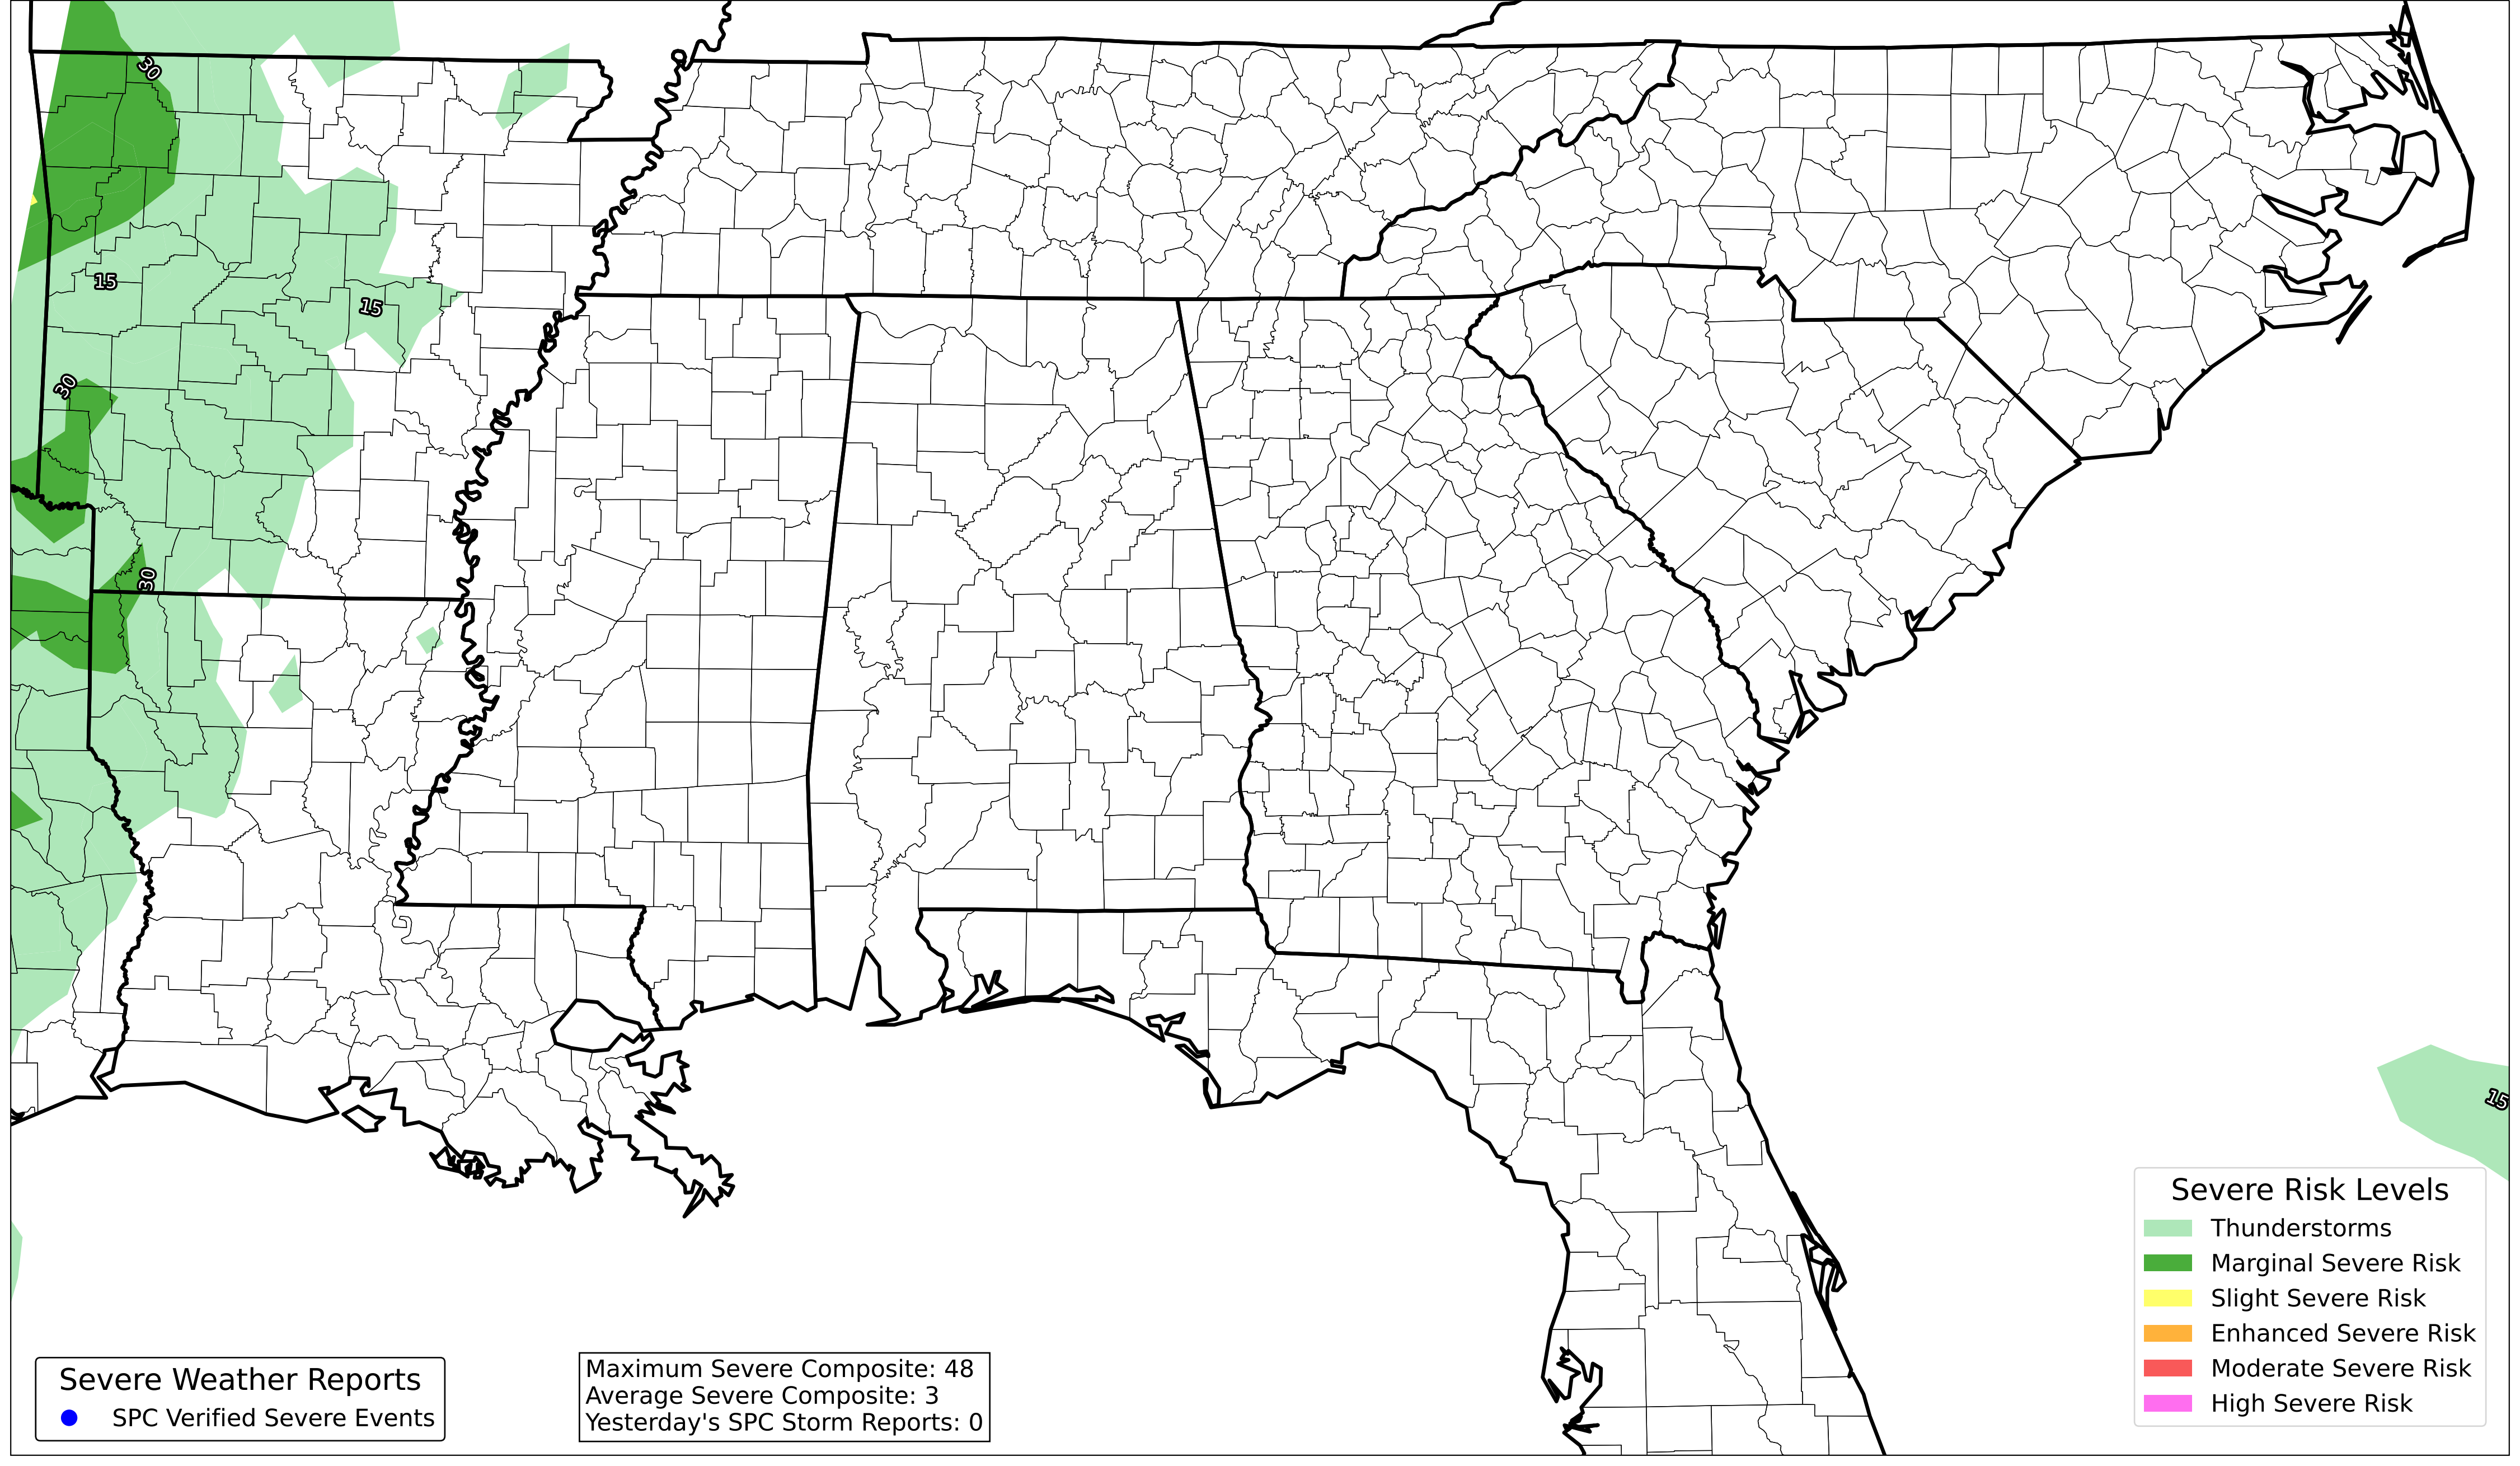 30
15
15
30
30
15
Severe Risk Levels
Thunderstorms
Marginal Severe Risk
Slight Severe Risk
Enhanced Severe Risk
Moderate Severe Risk
High Severe Risk
Severe Weather Reports
SPC Verified Severe Events
Maximum Severe Composite: 48
Average Severe Composite: 3
Yesterday's SPC Storm Reports: 0